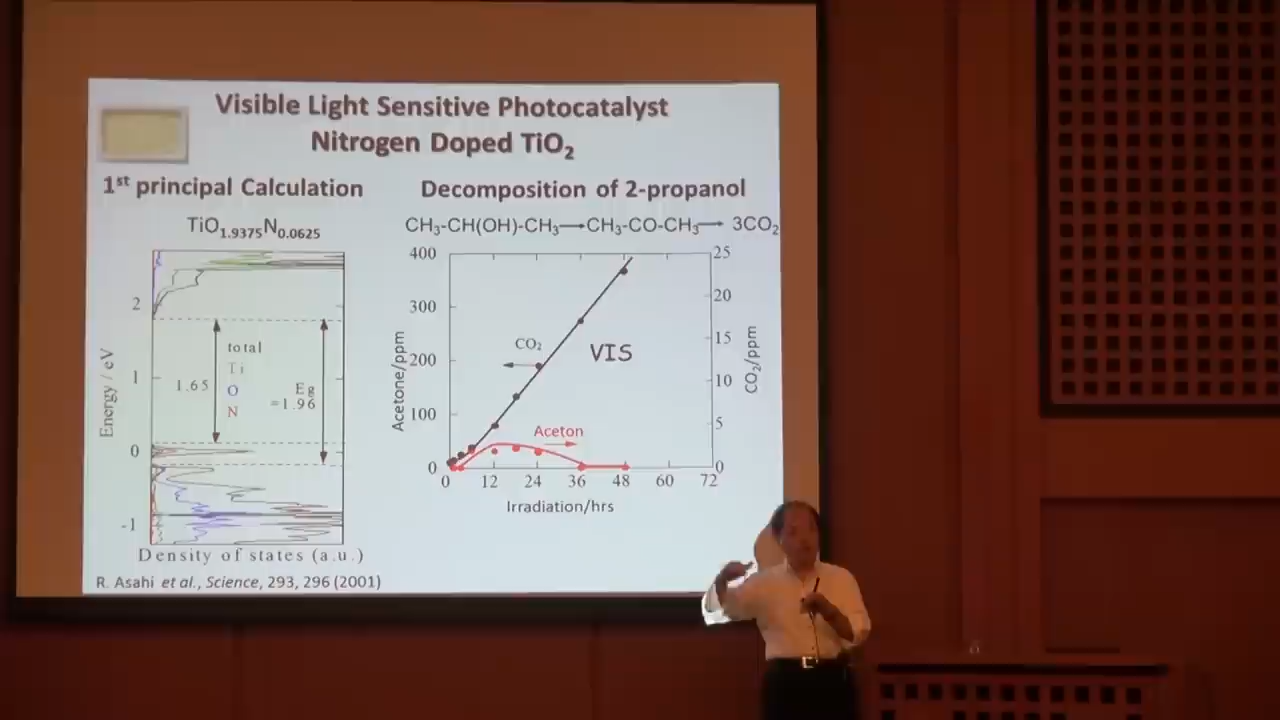 Visible Light Sensitive Photocatalyst
Nitrogen Doped TiO₂
1st principal Calculation
TiO₁.₉₃₇₅N₀.₀₆₂₅
2
1
0
-1
Energy / eV
1.65
total
Ti
O
N
Eg
=1.96
Density of states (a.u.)
R. Asahi et al., Science, 293, 296 (2001)
Decomposition of 2-propanol
CH₃-CH(OH)-CH₃→CH₃-CO-CH₃→ 3CO₂
400
300
200
100
0
Acetone/ppm
CO₂
VIS
Aceton
25
20
15
10
5
0
CO₂/ppm
0 12 24 36 48 60 72
Irradiation/hrs